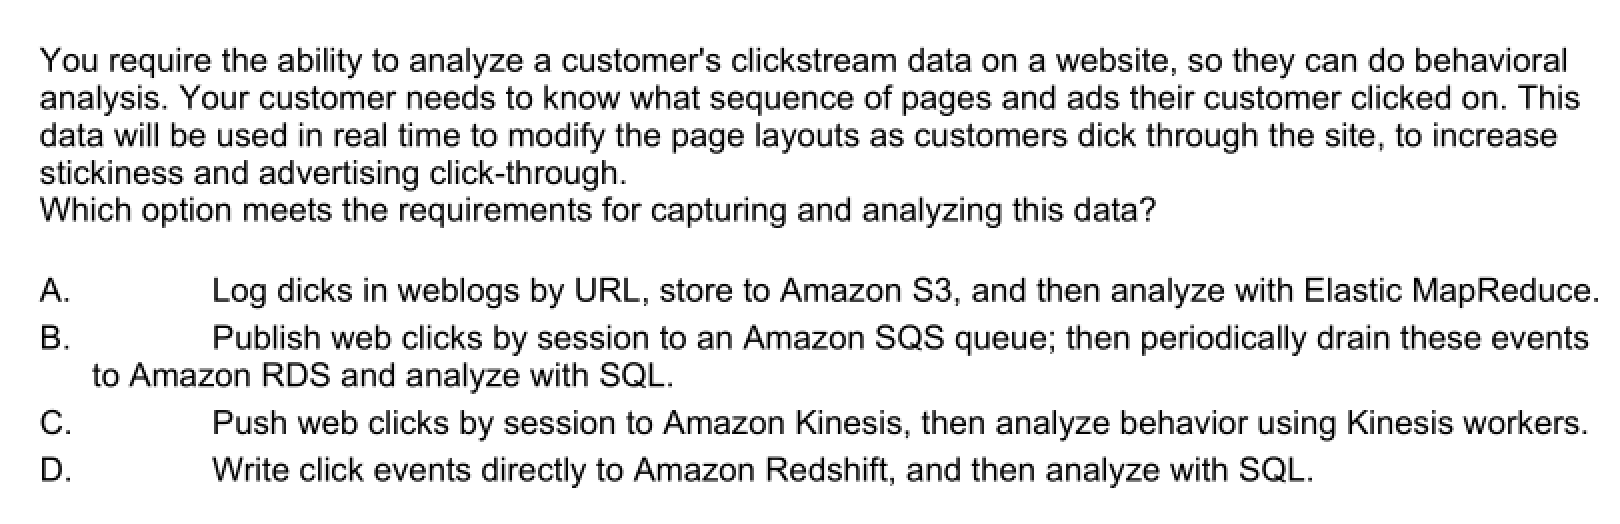 You require the ability to analyze a customer's clickstream data on a website, so they can do behavioral
analysis. Your customer needs to know what sequence of pages and ads their customer clicked on. This
data will be used in real time to modify the page layouts as customers dick through the site, to increase
stickiness and advertising click-through.
Which option meets the requirements for capturing and analyzing this data?
A. Log dicks in weblogs by URL, store to Amazon S3, and then analyze with Elastic MapReduce.
B. Publish web clicks by session to an Amazon SQS queue; then periodically drain these events
to Amazon RDS and analyze with SQL.
C. Push web clicks by session to Amazon Kinesis, then analyze behavior using Kinesis workers.
D. Write click events directly to Amazon Redshift, and then analyze with SQL.